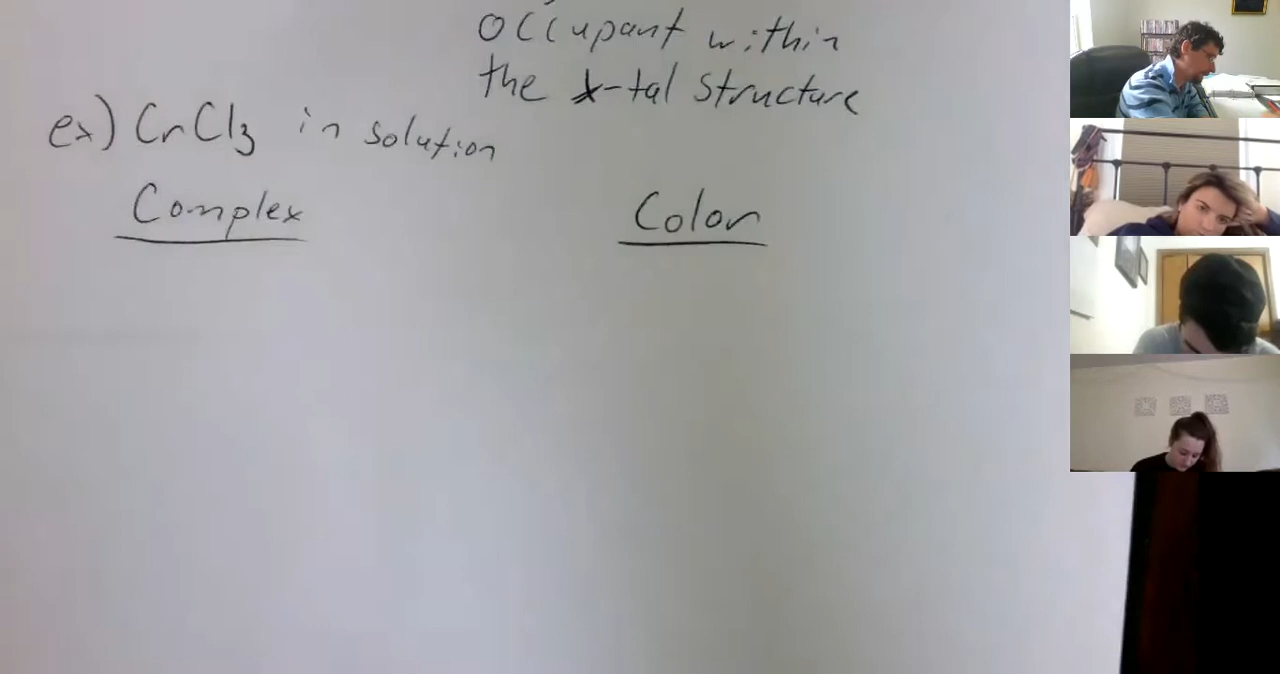 occupant within
the x-tal structure
ex) CrCl3 in solution
Complex
Color